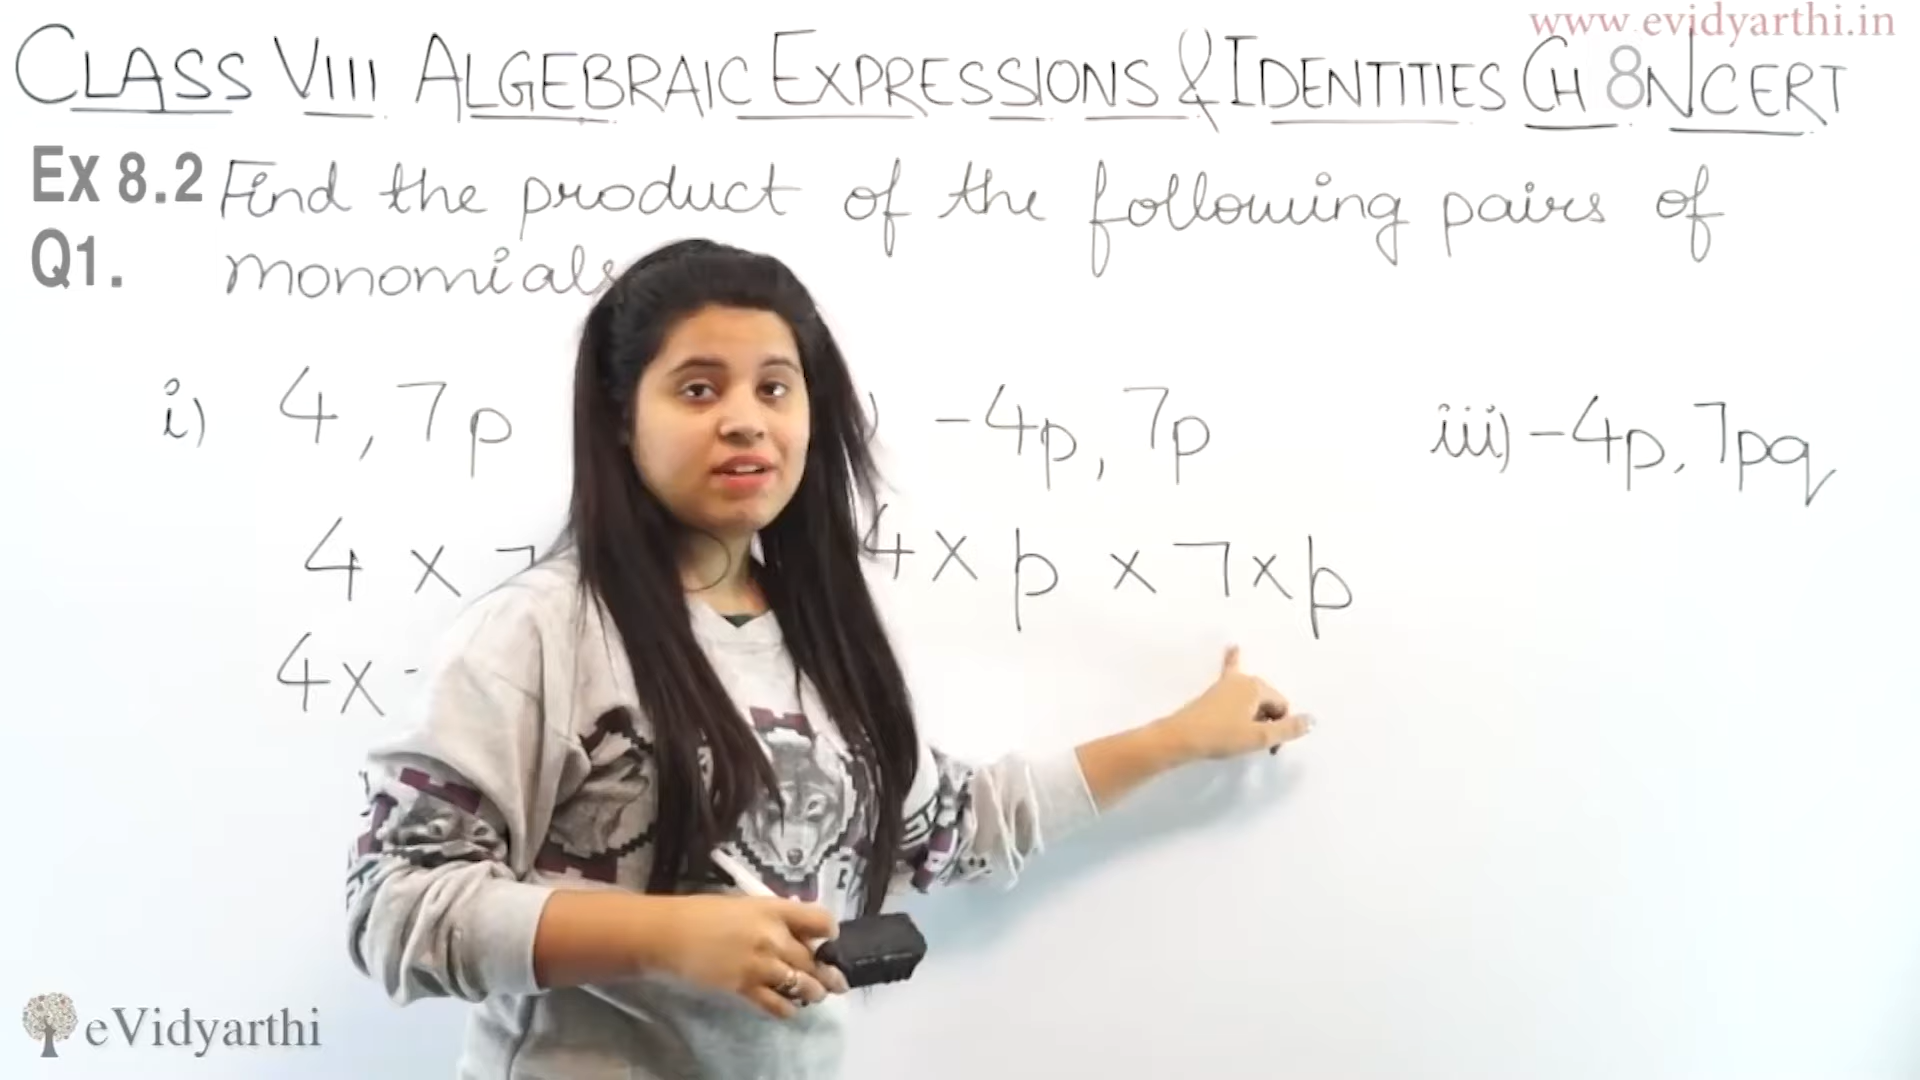 www.evidyarthi.in
CLASS VIII ALGEBRAIC EXPRESSIONS & IDENTITIES CH 8 NCERT
Ex 8.2 Find the product of the following pairs of
Q1. monomials
i) 4, 7p ) -4p, 7p iii) -4p, 7pq
4 × 7 4 × p × 7 × p
4 ×
eVidyarthi